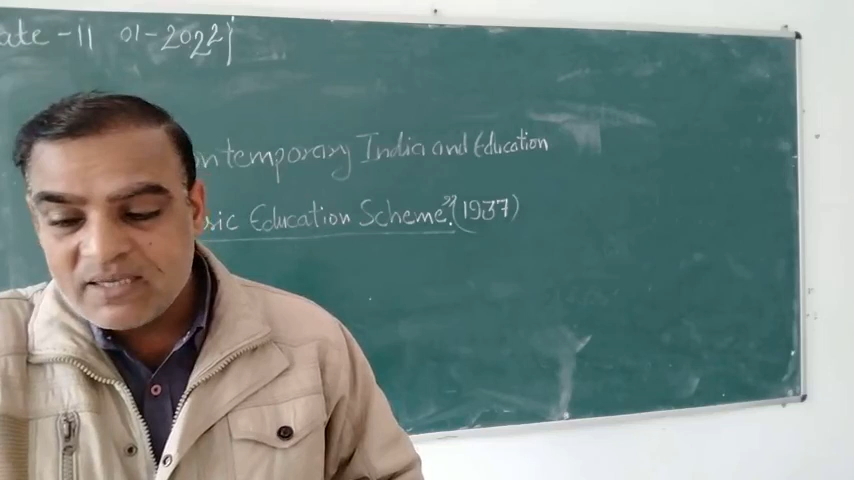 ate - 11 01-2022}
ontemporary India and Education
sic Education Scheme." (1937)